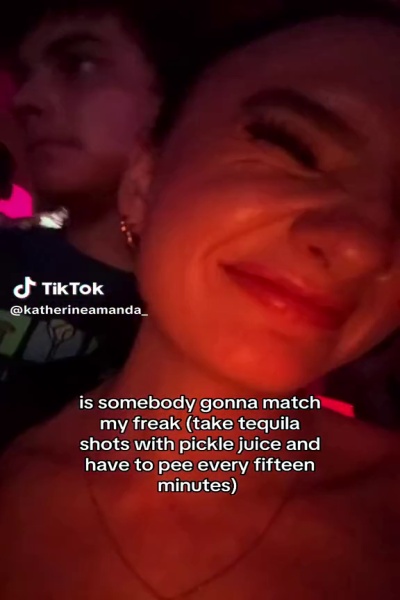 TikTok
@katherineamanda_
is somebody gonna match
my freak (take tequila
shots with pickle juice and
have to pee every fifteen
minutes)